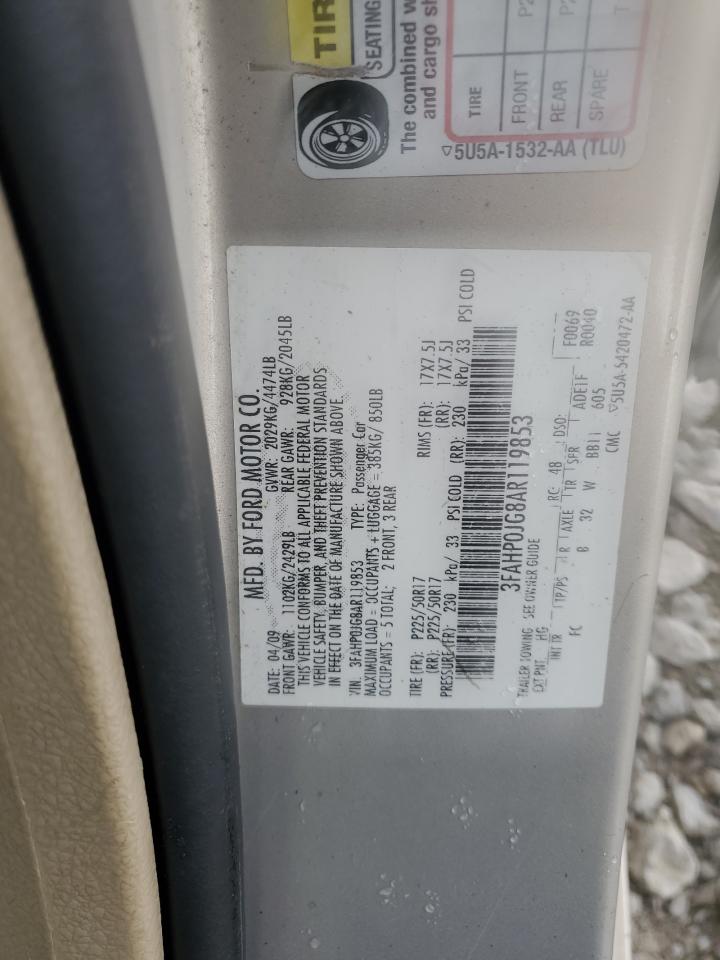 TIR
SEATING
The combined w
and cargo sh
TIRE
FRONT P2
REAR P2
SPARE T
5U5A-1532-AA (TLU)
MFD. BY FORD MOTOR CO.
DATE: 04/09 GVWR: 2029KG/4474LB
FRONT GAWR: 1102KG/2429LB REAR GAWR: 928KG/2045LB
THIS VEHICLE CONFORMS TO ALL APPLICABLE FEDERAL MOTOR
VEHICLE SAFETY, BUMPER, AND THEFT PREVENTION STANDARDS
IN EFFECT ON THE DATE OF MANUFACTURE SHOWN ABOVE.
VIN: 3FAHP0JG8AR119853 TYPE: Passenger Car
MAXIMUM LOAD = OCCUPANTS + LUGGAGE = 385KG/ 850LB
OCCUPANTS = 5 TOTAL; 2 FRONT, 3 REAR
TIRE (FR): P225/50R17 RIMS (FR): 17X7.5J
(RR): P225/50R17 (RR): 17X7.5J
PRESSURE (FR): 230 kPa/ 33 PSI COLD (RR): 230 kPa/ 33 PSI COLD
3FAHP0JG8AR119853
TRAILER TOWING SEE OWNER GUIDE
EXT PNT: HG RC: 48 DSO: F0069
INT TR TP/PS R AXLE TR SPR ADE1F R0040
FC B 32 W BB11 605
CMC 5U5A-5420472-AA